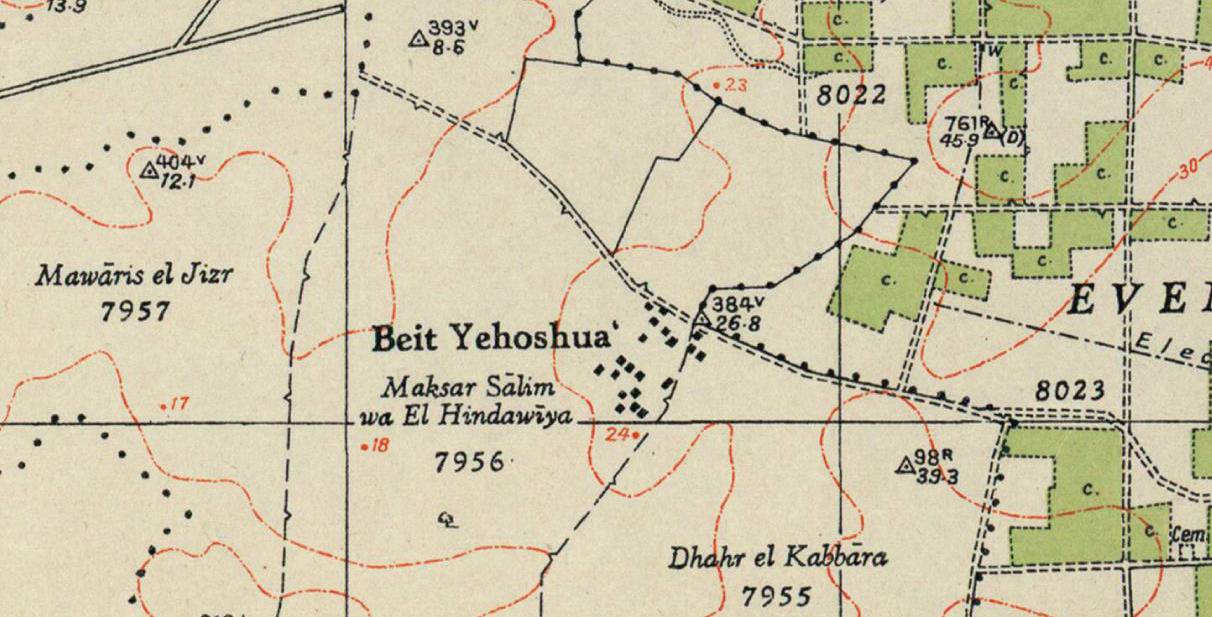 13.9
393V
8·6
C.
C.
23
8022
W
C.
C.
C.
C.
761R
45·9
(D)
C.
C.
30
404V
12·1
C.
C.
Mawāris el Jizr
7957
C.
C.
EVE
384V
26·8
Beit Yehoshua‘
Elec
Maksar Sālim
wa El Hindawīya
7956
17
18
24
8023
98R
39·3
C.
C.
Cem
Dhahr el Kabbāra
7955